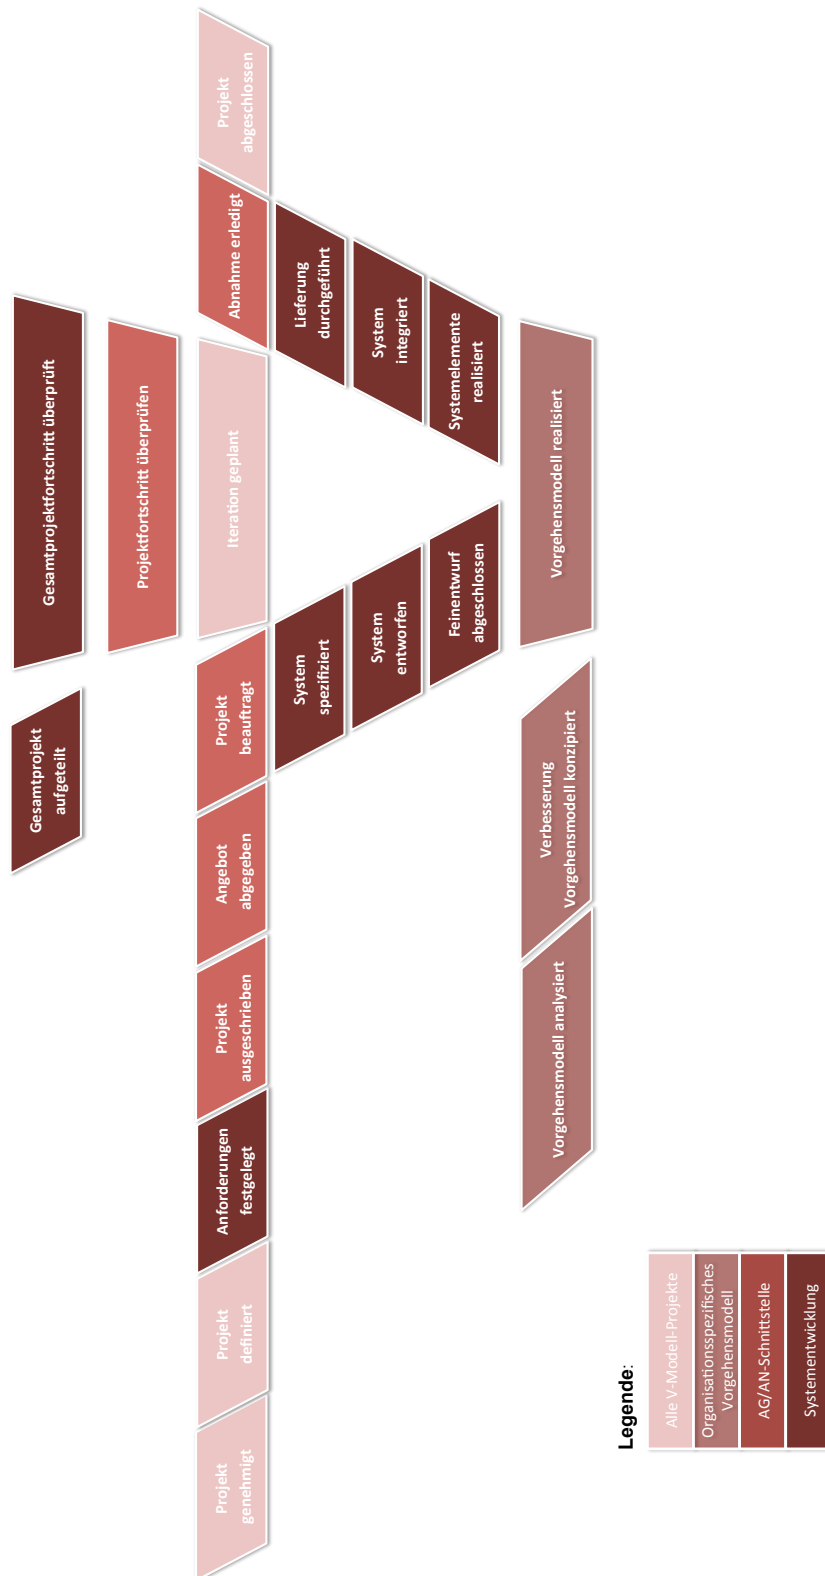 Gesamtprojekt
aufgeteilt
Gesamtprojektfortschritt überprüft
Projektfortschritt überprüfen
Projekt
genehmigt
Projekt
definiert
Anforderungen
festgelegt
Projekt
ausgeschrieben
Angebot
abgegeben
Projekt
beauftragt
Iteration geplant
Abnahme erledigt
Projekt
abgeschlossen
System
spezifiziert
Lieferung
durchgeführt
System
entworfen
System
integriert
Feinentwurf
abgeschlossen
Systemelemente
realisiert
Vorgehensmodell analysiert
Verbesserung
Vorgehensmodell konzipiert
Vorgehensmodell realisiert
Legende:
Alle V-Modell-Projekte
Organisationsspezifisches
Vorgehensmodell
AG/AN-Schnittstelle
Systementwicklung